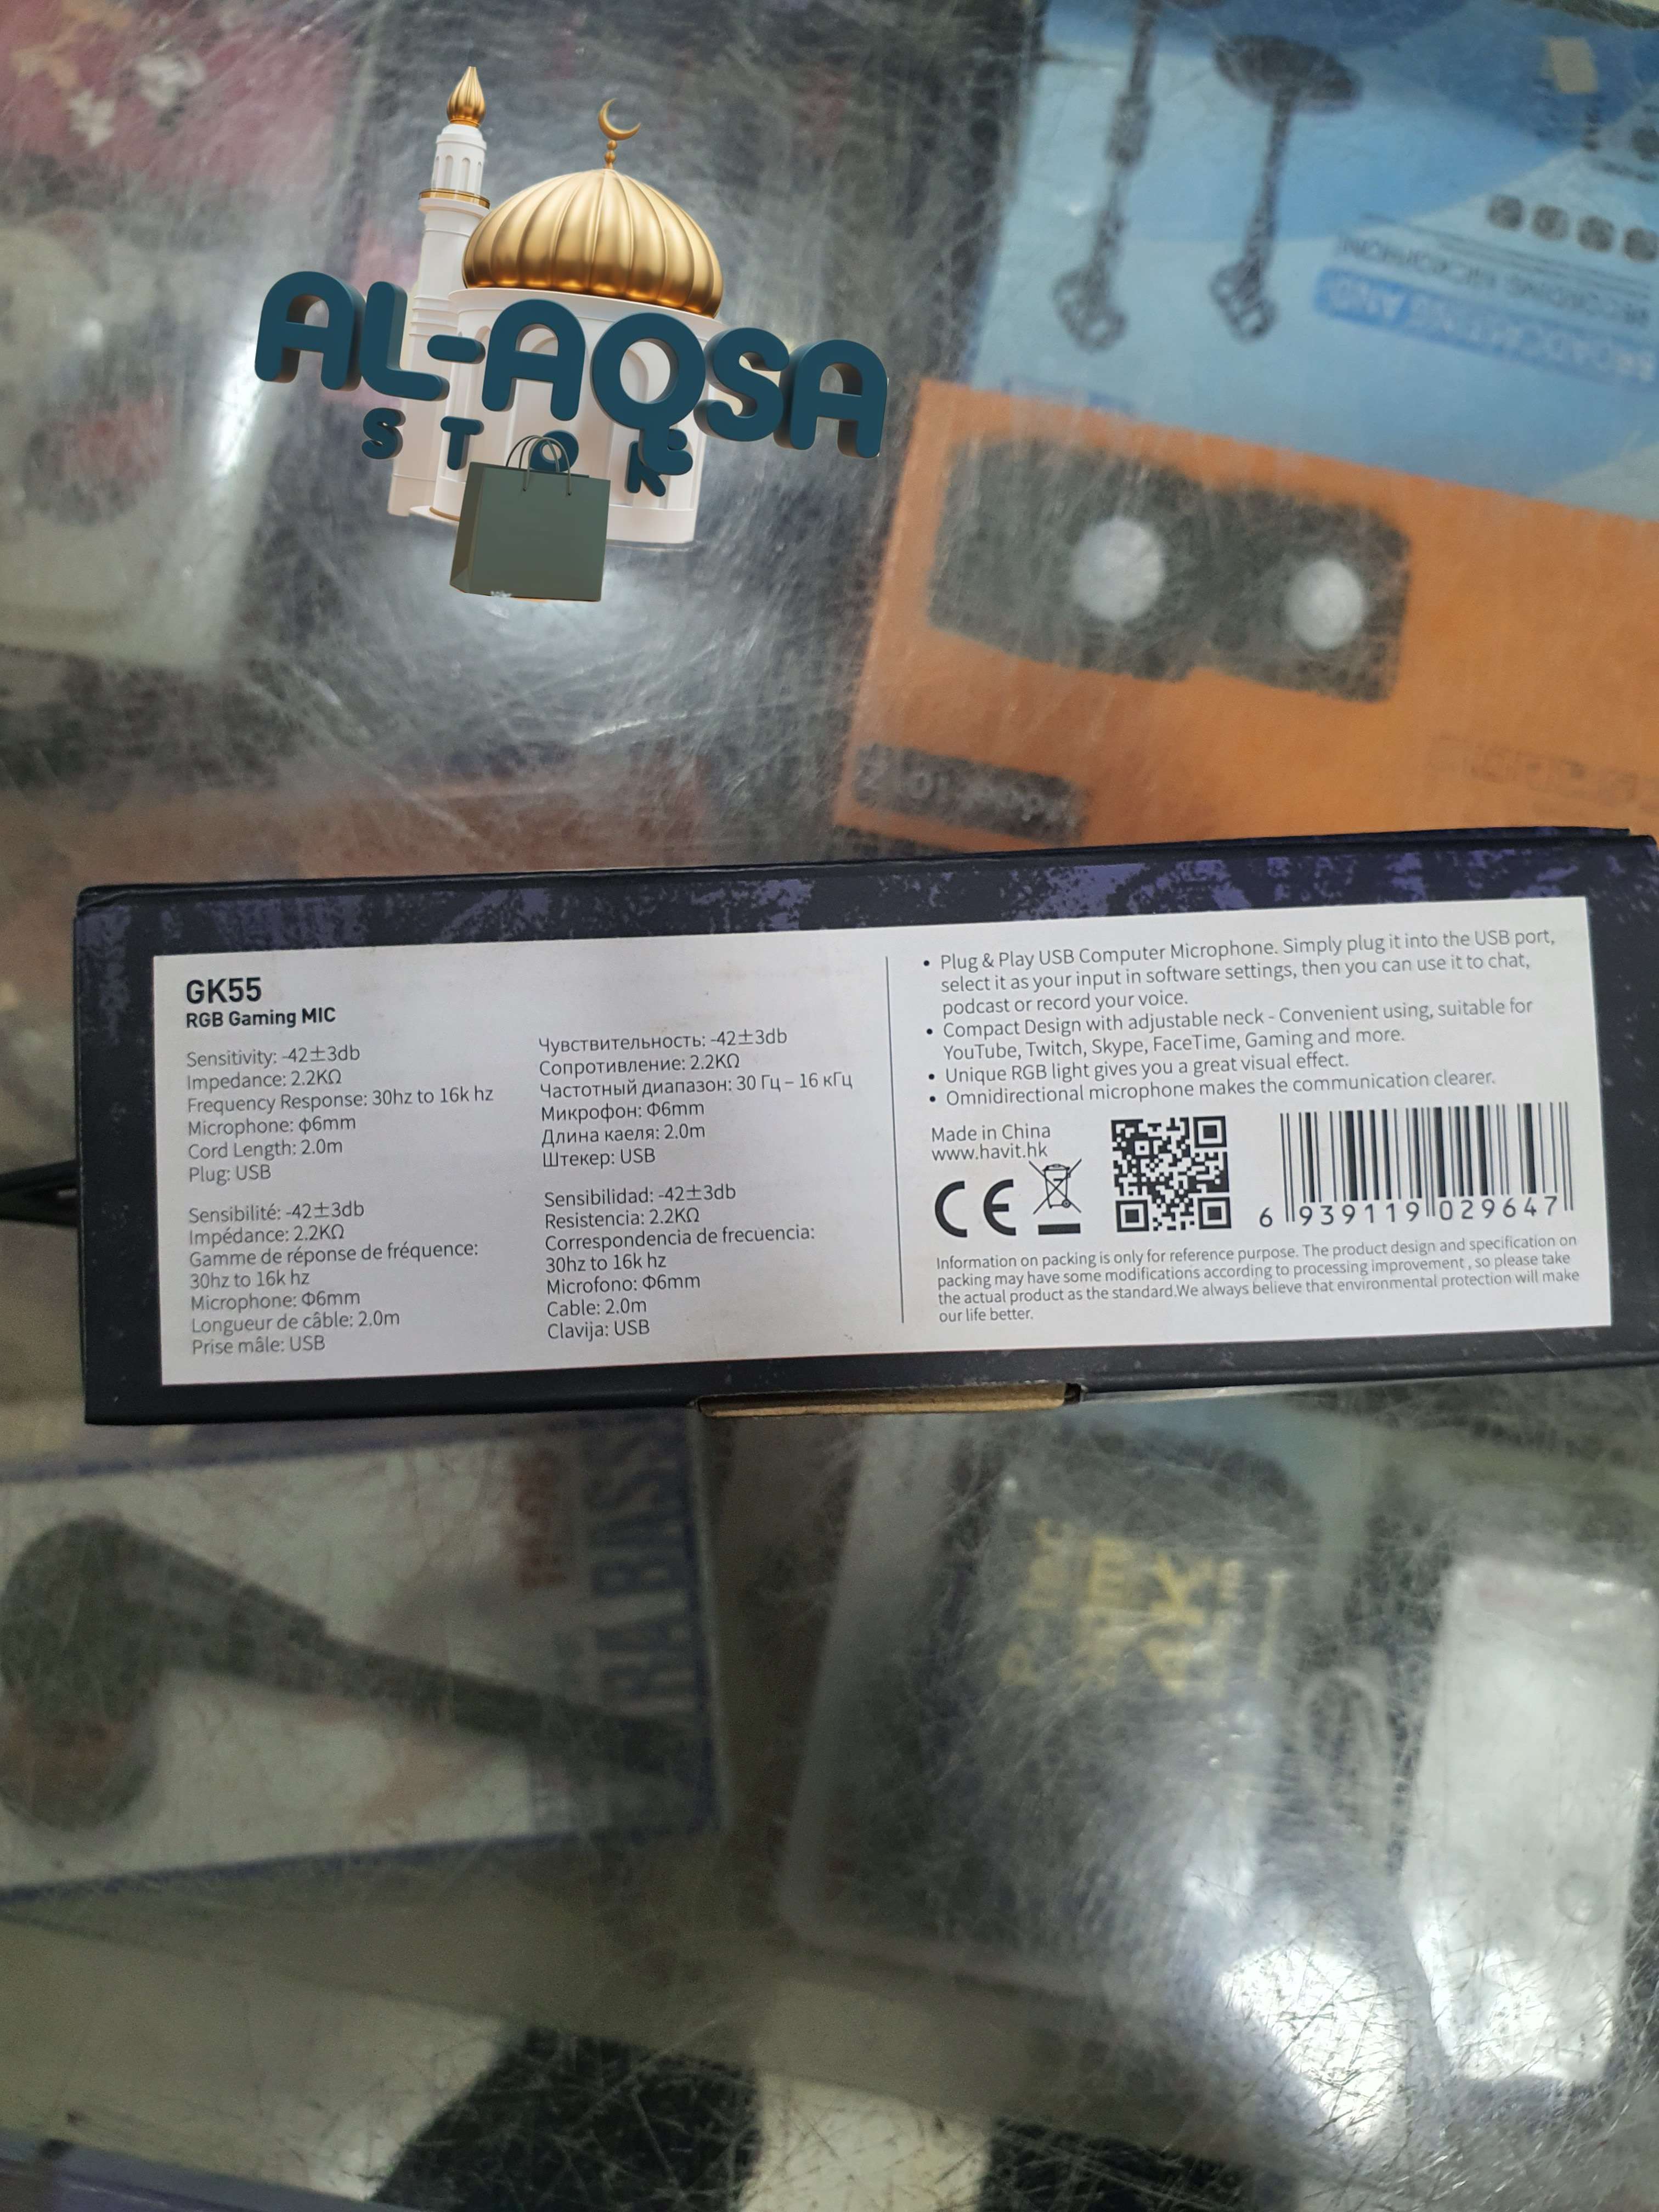 AL-AQSA
STORE
GK55
RGB Gaming MIC
Sensitivity: -42±3db
Impedance: 2.2KΩ
Frequency Response: 30hz to 16k hz
Microphone: ф6mm
Cord Length: 2.0m
Plug: USB
Sensibilité: -42±3db
Impédance: 2.2KΩ
Gamme de réponse de fréquence:
30hz to 16k hz
Microphone: Ф6mm
Longueur de câble: 2.0m
Prise mâle: USB
Чувствительность: -42±3db
Сопротивление: 2.2KΩ
Частотный диапазон: 30 Гц – 16 кГц
Микрофон: Ф6mm
Длина каеля: 2.0m
Штекер: USB
Sensibilidad: -42±3db
Resistencia: 2.2KΩ
Correspondencia de frecuencia:
30hz to 16k hz
Microfono: Ф6mm
Cable: 2.0m
Clavija: USB
• Plug & Play USB Computer Microphone. Simply plug it into the USB port,
select it as your input in software settings, then you can use it to chat,
podcast or record your voice.
• Compact Design with adjustable neck - Convenient using, suitable for
YouTube, Twitch, Skype, FaceTime, Gaming and more.
• Unique RGB light gives you a great visual effect.
• Omnidirectional microphone makes the communication clearer.
Made in China
www.havit.hk
CE
6 939119 029647
Information on packing is only for reference purpose. The product design and specification on
packing may have some modifications according to processing improvement , so please take
the actual product as the standard.We always believe that environmental protection will make
our life better.
BROADCASTING AND
RECORDING MICROPHONE
4K